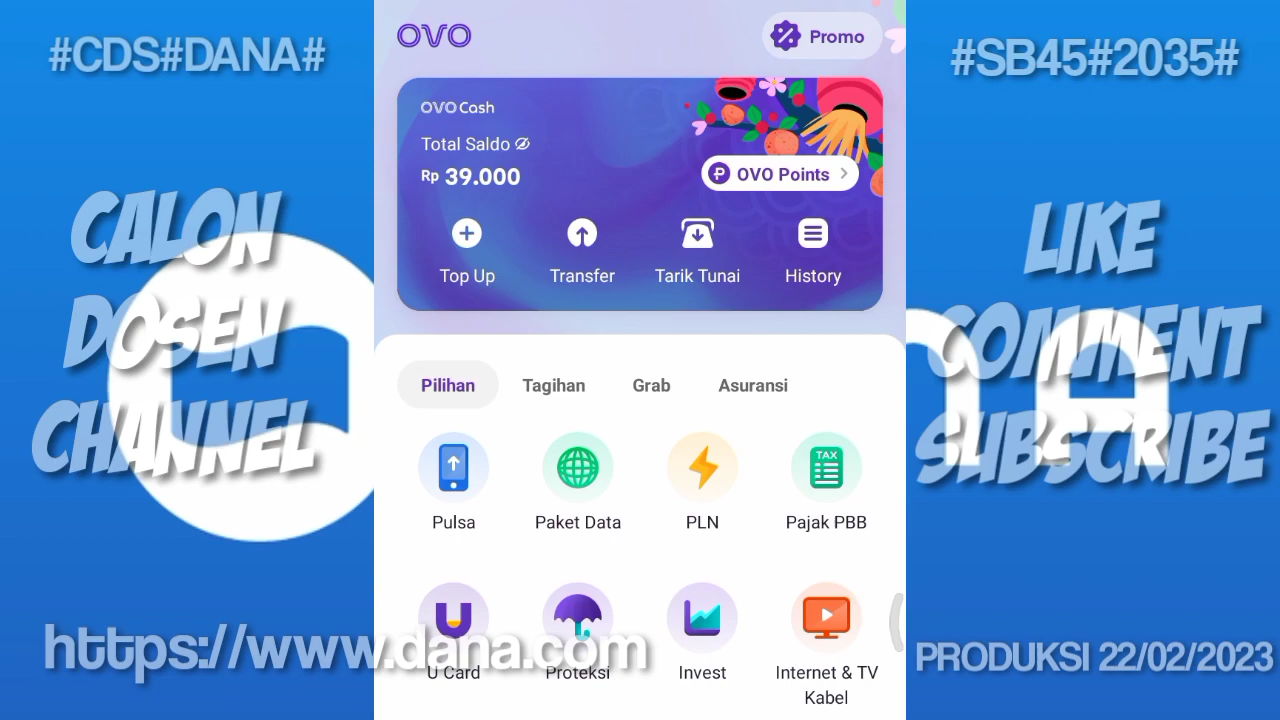 #CDS#DANA#
CALON
DOSEN
CHANNEL
OVO
Promo
OVO Cash
Total Saldo
Rp 39.000
OVO Points
Top Up
Transfer
Tarik Tunai
History
Pilihan
Tagihan
Grab
Asuransi
Pulsa
Paket Data
PLN
TAX
Pajak PBB
U Card
Proteksi
Invest
Internet & TV
Kabel
https://www.dana.com
#SB45#2035#
LIKE
COMMENT
SUBSCRIBE
PRODUKSI 22/02/2023